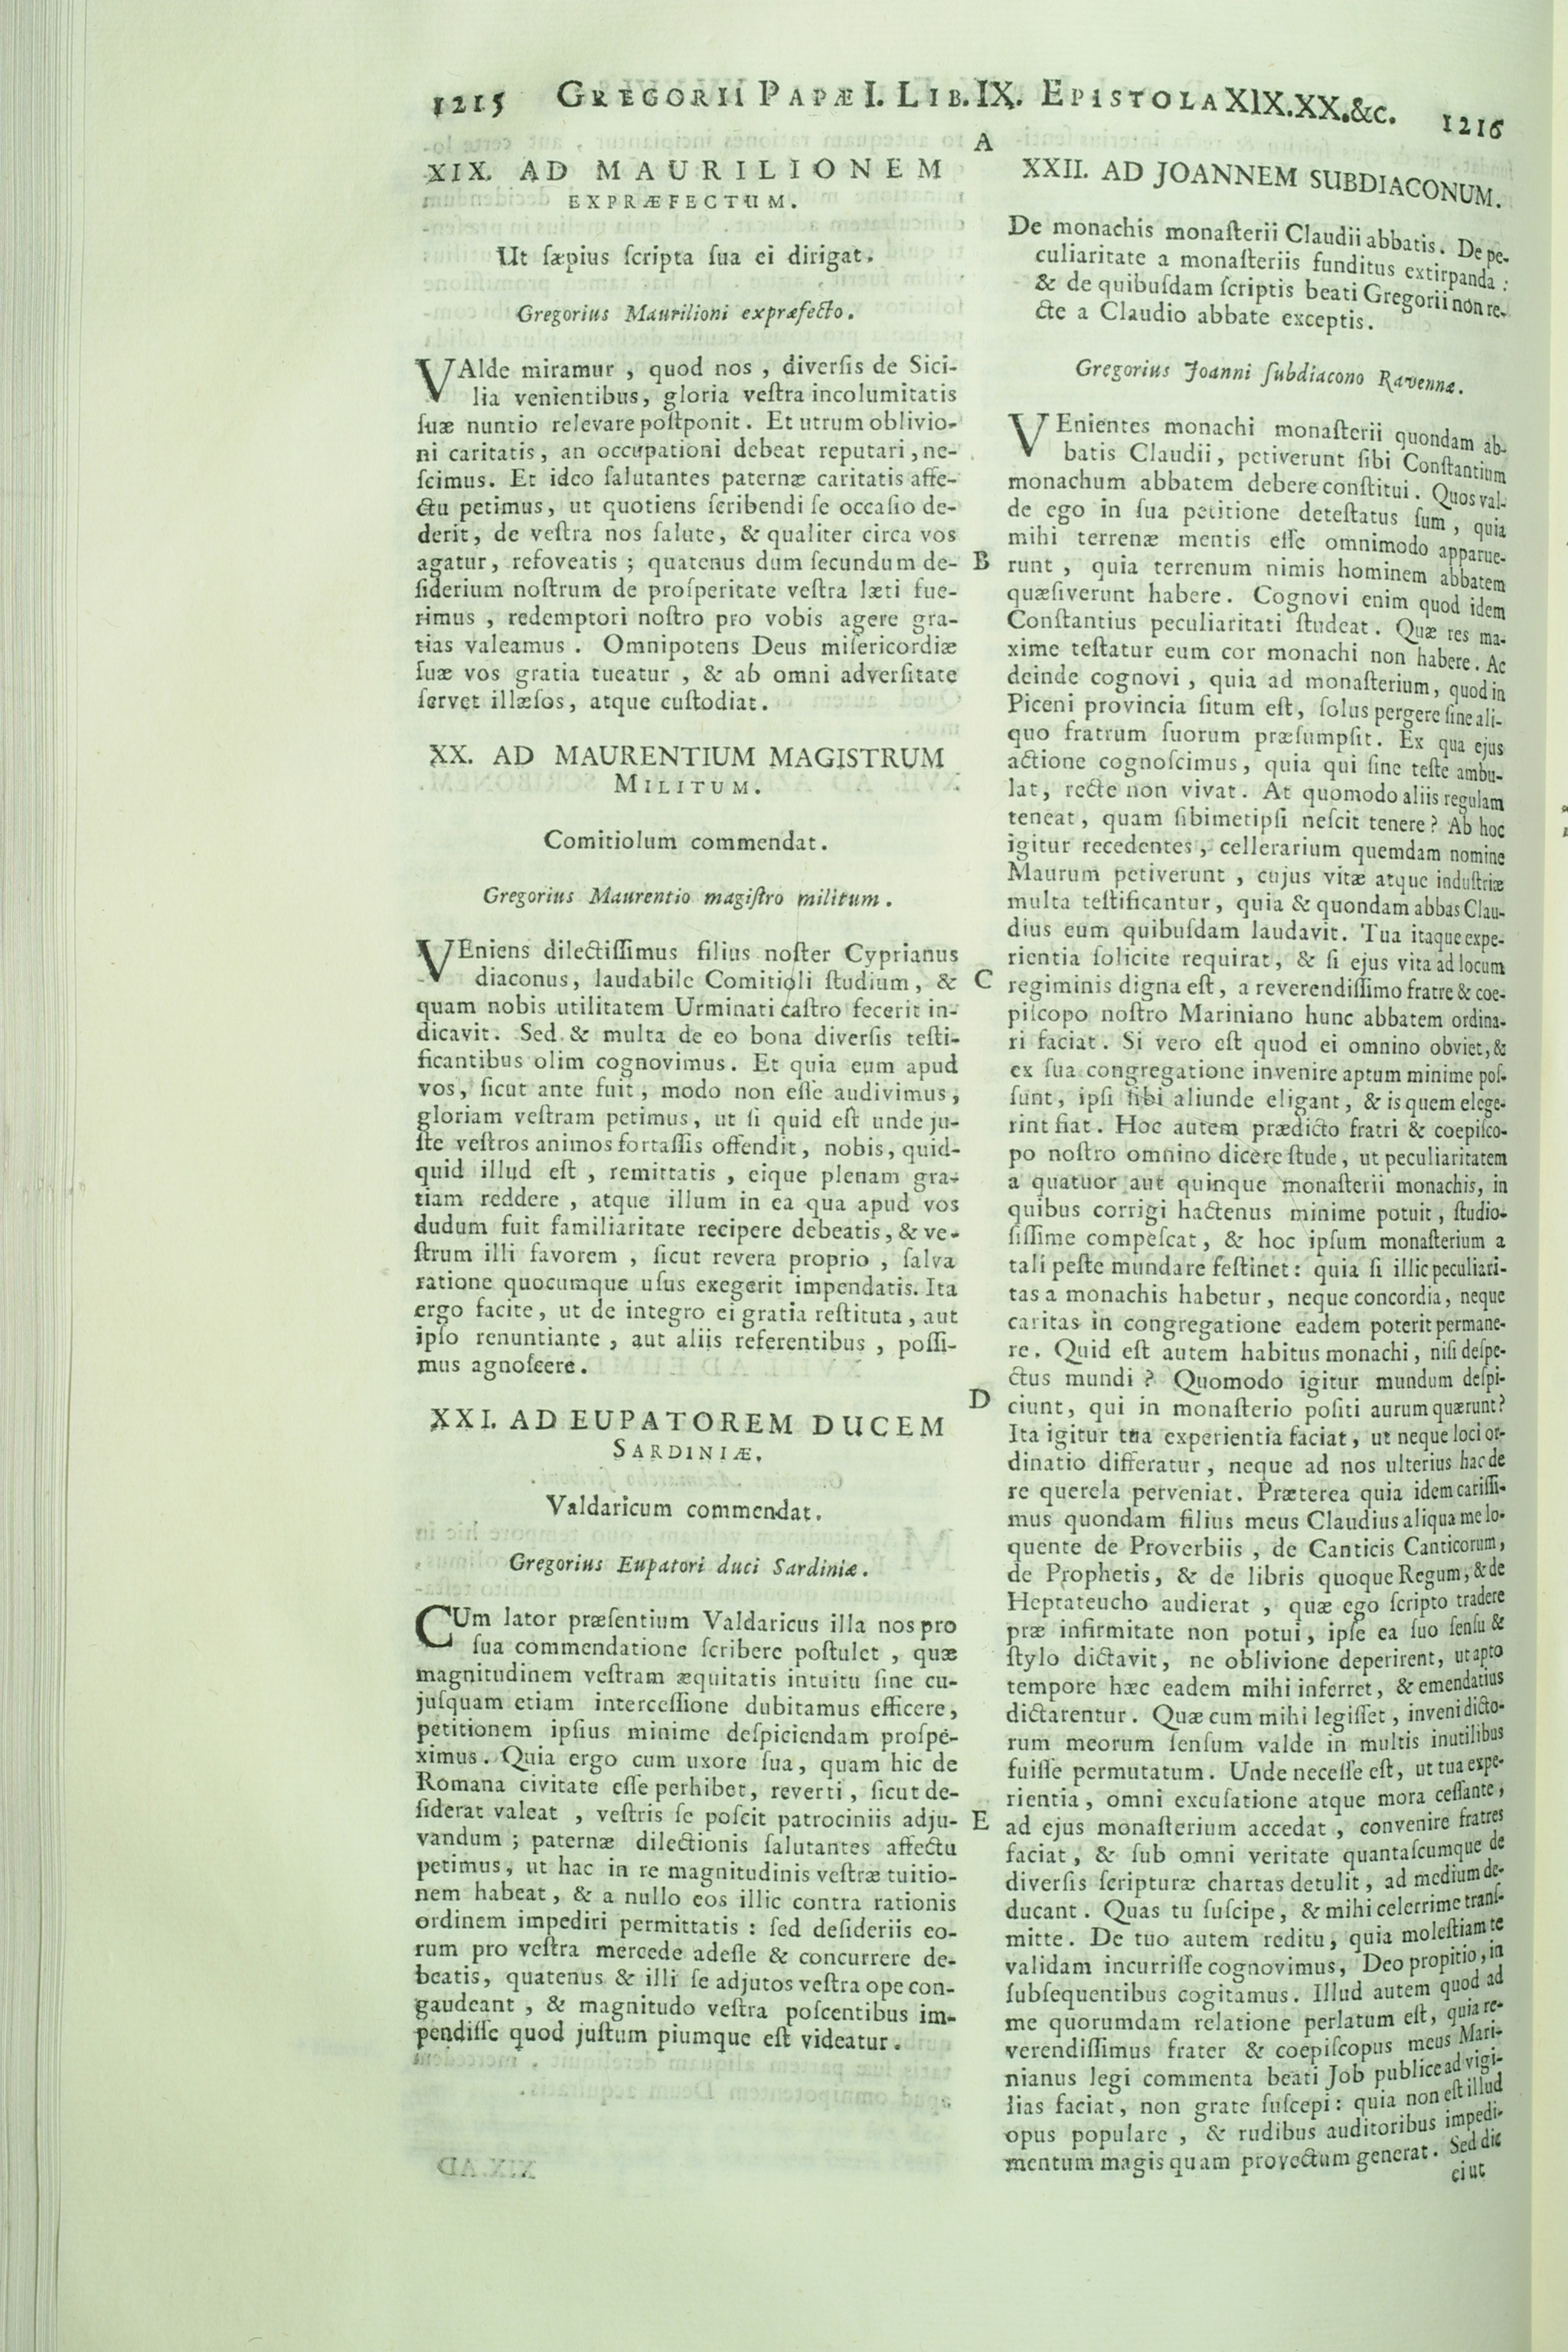 1215 GREGORII PAPÆ I. LIB. IX. EPISTOLA XIX. XX. &c. 1216
A
XIX. AD MAURILIONEM
EXPRÆFECTUM.
Ut ſæpius ſcripta ſua ei dirigat.
Gregorius Maurilioni expræfecto.
VAlde miramur, quod nos, diverſis de Sici-
lia venientibus, gloria veſtra incolumitatis
ſuæ nuntio relevare poſtponit. Et utrum oblivio-
ni caritatis, an occupationi debeat reputari, ne-
ſcimus. Et ideo ſalutantes paternæ caritatis affe-
ctu petimus, ut quotiens ſcribendi ſe occaſio de-
derit, de veſtra nos ſalute, & qualiter circa vos
agatur, refoveatis; quatenus dum ſecundum de-
B
ſiderium noſtrum de proſperitate veſtra læti fue-
rimus, redemptori noſtro pro vobis agere gra-
tias valeamus. Omnipotens Deus miſericordiæ
ſuæ vos gratia tueatur, & ab omni adverſitate
ſervet illæſos, atque cuſtodiat.
XX. AD MAURENTIUM MAGISTRUM
MILITUM.
Comitiolum commendat.
Gregorius Maurentio magiſtro militum.
VEniens dilectiſſimus filius noſter Cyprianus
diaconus, laudabile Comitioli ſtudium, &
C
quam nobis utilitatem Urminati caſtro fecerit in-
dicavit. Sed & multa de eo bona diverſis teſti-
ficantibus olim cognovimus. Et quia eum apud
vos, ſicut ante fuit, modo non eſſe audivimus,
gloriam veſtram petimus, ut ſi quid eſt unde ju-
ſte veſtros animos fortaſſis offendit, nobis, quid-
quid illud eſt, remittatis, eique plenam gra-
tiam reddere, atque illum in ea qua apud vos
dudum fuit familiaritate recipere debeatis, & ve-
ſtrum illi favorem, ſicut revera proprio, ſalva
ratione quocumque uſus exegerit impendatis. Ita
ergo facite, ut de integro ei gratia reſtituta, aut
ipſo renuntiante, aut aliis referentibus, poſſi-
mus agnoſcere.
D
XXI. AD EUPATOREM DUCEM
SARDINIÆ.
Valdaricum commendat.
Gregorius Eupatori duci Sardiniæ.
CUm lator præſentium Valdaricus illa nos pro
ſua commendatione ſcribere poſtulet, quæ
magnitudinem veſtram æquitatis intuitu ſine cu-
juſquam etiam interceſſione dubitamus efficere,
petitionem ipſius minime deſpiciendam proſpe-
ximus. Quia ergo cum uxore ſua, quam hic de
Romana civitate eſſe perhibet, reverti, ſicut de-
ſiderat valeat, veſtris ſe poſcit patrociniis adju-
E
vandum; paternæ dilectionis ſalutantes affectu
petimus, ut hac in re magnitudinis veſtræ tuitio-
nem habeat, & a nullo eos illic contra rationis
ordinem impediri permittatis: ſed deſideriis eo-
rum pro veſtra mercede adeſſe & concurrere de-
beatis, quatenus & illi ſe adjutos veſtra ope con-
gaudeant, & magnitudo veſtra poſcentibus im-
pendiſſe quod juſtum piumque eſt videatur.
XXII. AD JOANNEM SUBDIACONUM.
De monachis monaſterii Claudii abbatis. De pe-
culiaritate a monaſteriis funditus extirpanda:
& de quibuſdam ſcriptis beati Gregorii non re-
cte a Claudio abbate exceptis.
Gregorius Joanni ſubdiacono Ravennæ.
VEnientes monachi monaſterii quondam ab-
batis Claudii, petiverunt ſibi Conſtantium
monachum abbatem debere conſtitui. Quos val-
de ego in ſua petitione deteſtatus ſum, quia
mihi terrenæ mentis eſſe omnimodo apparue-
runt, quia terrenum nimis hominem abbatem
quæſiverunt habere. Cognovi enim quod idem
Conſtantius peculiaritati ſtudeat. Quæ res ma-
xime teſtatur eum cor monachi non habere. Ac
deinde cognovi, quia ad monaſterium, quod in
Piceni provincia ſitum eſt, ſolus pergere ſine ali-
quo fratrum ſuorum præſumpſit. Ex qua ejus
actione cognoſcimus, quia qui ſine teſte ambu-
lat, recte non vivat. At quomodo aliis regulam
teneat, quam ſibimetipſi neſcit tenere? Ab hoc
igitur recedentes, cellerarium quemdam nomine
Maurum petiverunt, cujus vitæ atque induſtriæ
multa teſtificantur, quia & quondam abbas Clau-
dius eum quibuſdam laudavit. Tua itaque expe-
rientia ſolicite requirat, & ſi ejus vita ad locum
regiminis digna eſt, a reverendiſſimo fratre & coe-
piſcopo noſtro Mariniano hunc abbatem ordina-
ri faciat. Si vero eſt quod ei omnino obviet, &
ex ſua congregatione invenire aptum minime poſ-
ſunt, ipſi ſibi aliunde eligant, & is quem elege-
rint fiat. Hoc autem prædicto fratri & coepiſco-
po noſtro omnino dicere ſtude, ut peculiaritatem
a quatuor aut quinque monaſterii monachis, in
quibus corrigi hactenus minime potuit, ſtudio-
ſiſſime compeſcat, & hoc ipſum monaſterium a
tali peſte mundare feſtinet: quia ſi illic peculiari-
tas a monachis habetur, neque concordia, neque
caritas in congregatione eadem poterit permane-
re. Quid eſt autem habitus monachi, niſi deſpe-
ctus mundi? Quomodo igitur mundum deſpi-
ciunt, qui in monaſterio poſiti aurum quærunt?
Ita igitur tua experientia faciat, ut neque loci or-
dinatio differatur, neque ad nos ulterius hac de
re querela perveniat. Præterea quia idem cariſſi-
mus quondam filius meus Claudius aliqua me lo-
quente de Proverbiis, de Canticis Canticorum,
de Prophetis, & de libris quoque Regum, & de
Heptateucho audierat, quæ ego ſcripto tradere
præ infirmitate non potui, ipſe ea ſuo ſenſu &
ſtylo dictavit, ne oblivione deperirent, ut apto
tempore hæc eadem mihi inferret, & emendatius
dictarentur. Quæ cum mihi legiſſet, inveni dicto-
rum meorum ſenſum valde in multis inutilibus
fuiſſe permutatum. Unde neceſſe eſt, ut tua expe-
rientia, omni excuſatione atque mora ceſſante,
ad ejus monaſterium accedat, convenire fratres
faciat, & ſub omni veritate quantaſcumque de
diverſis ſcripturæ chartas detulit, ad medium de-
ducant. Quas tu ſuſcipe, & mihi celerrime tranſ-
mitte. De tuo autem reditu, quia moleſtiam te
validam incurriſſe cognovimus, Deo propitio, in
ſubſequentibus cogitamus. Illud autem quod ad
me quorumdam relatione perlatum eſt, quia re-
verendiſſimus frater & coepiſcopus meus Mari-
nianus legi commenta beati Job publice ad vigi-
lias faciat, non grate ſuſcepi: quia non eſt illud
opus populare, & rudibus auditoribus impedi-
mentum magis quam provectum generat. Sed dic
ei ut